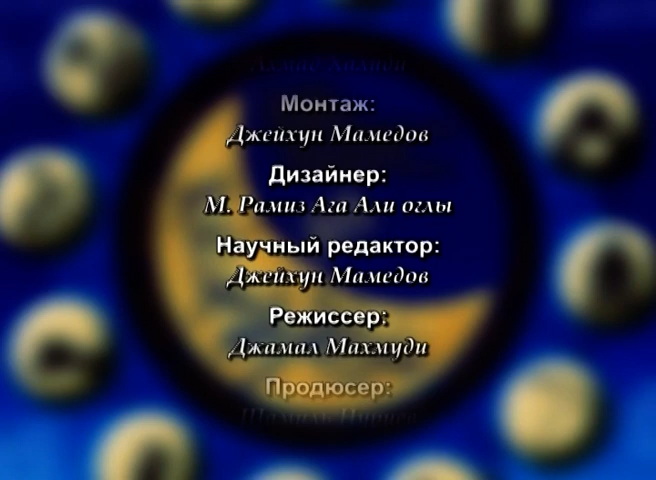 Монтаж:
Джейхун Мамедов
Дизайнер:
М. Рамиз Ага Али оглы
Научный редактор:
Джейхун Мамедов
Режиссер:
Джамал Махмуди
Продюсер: